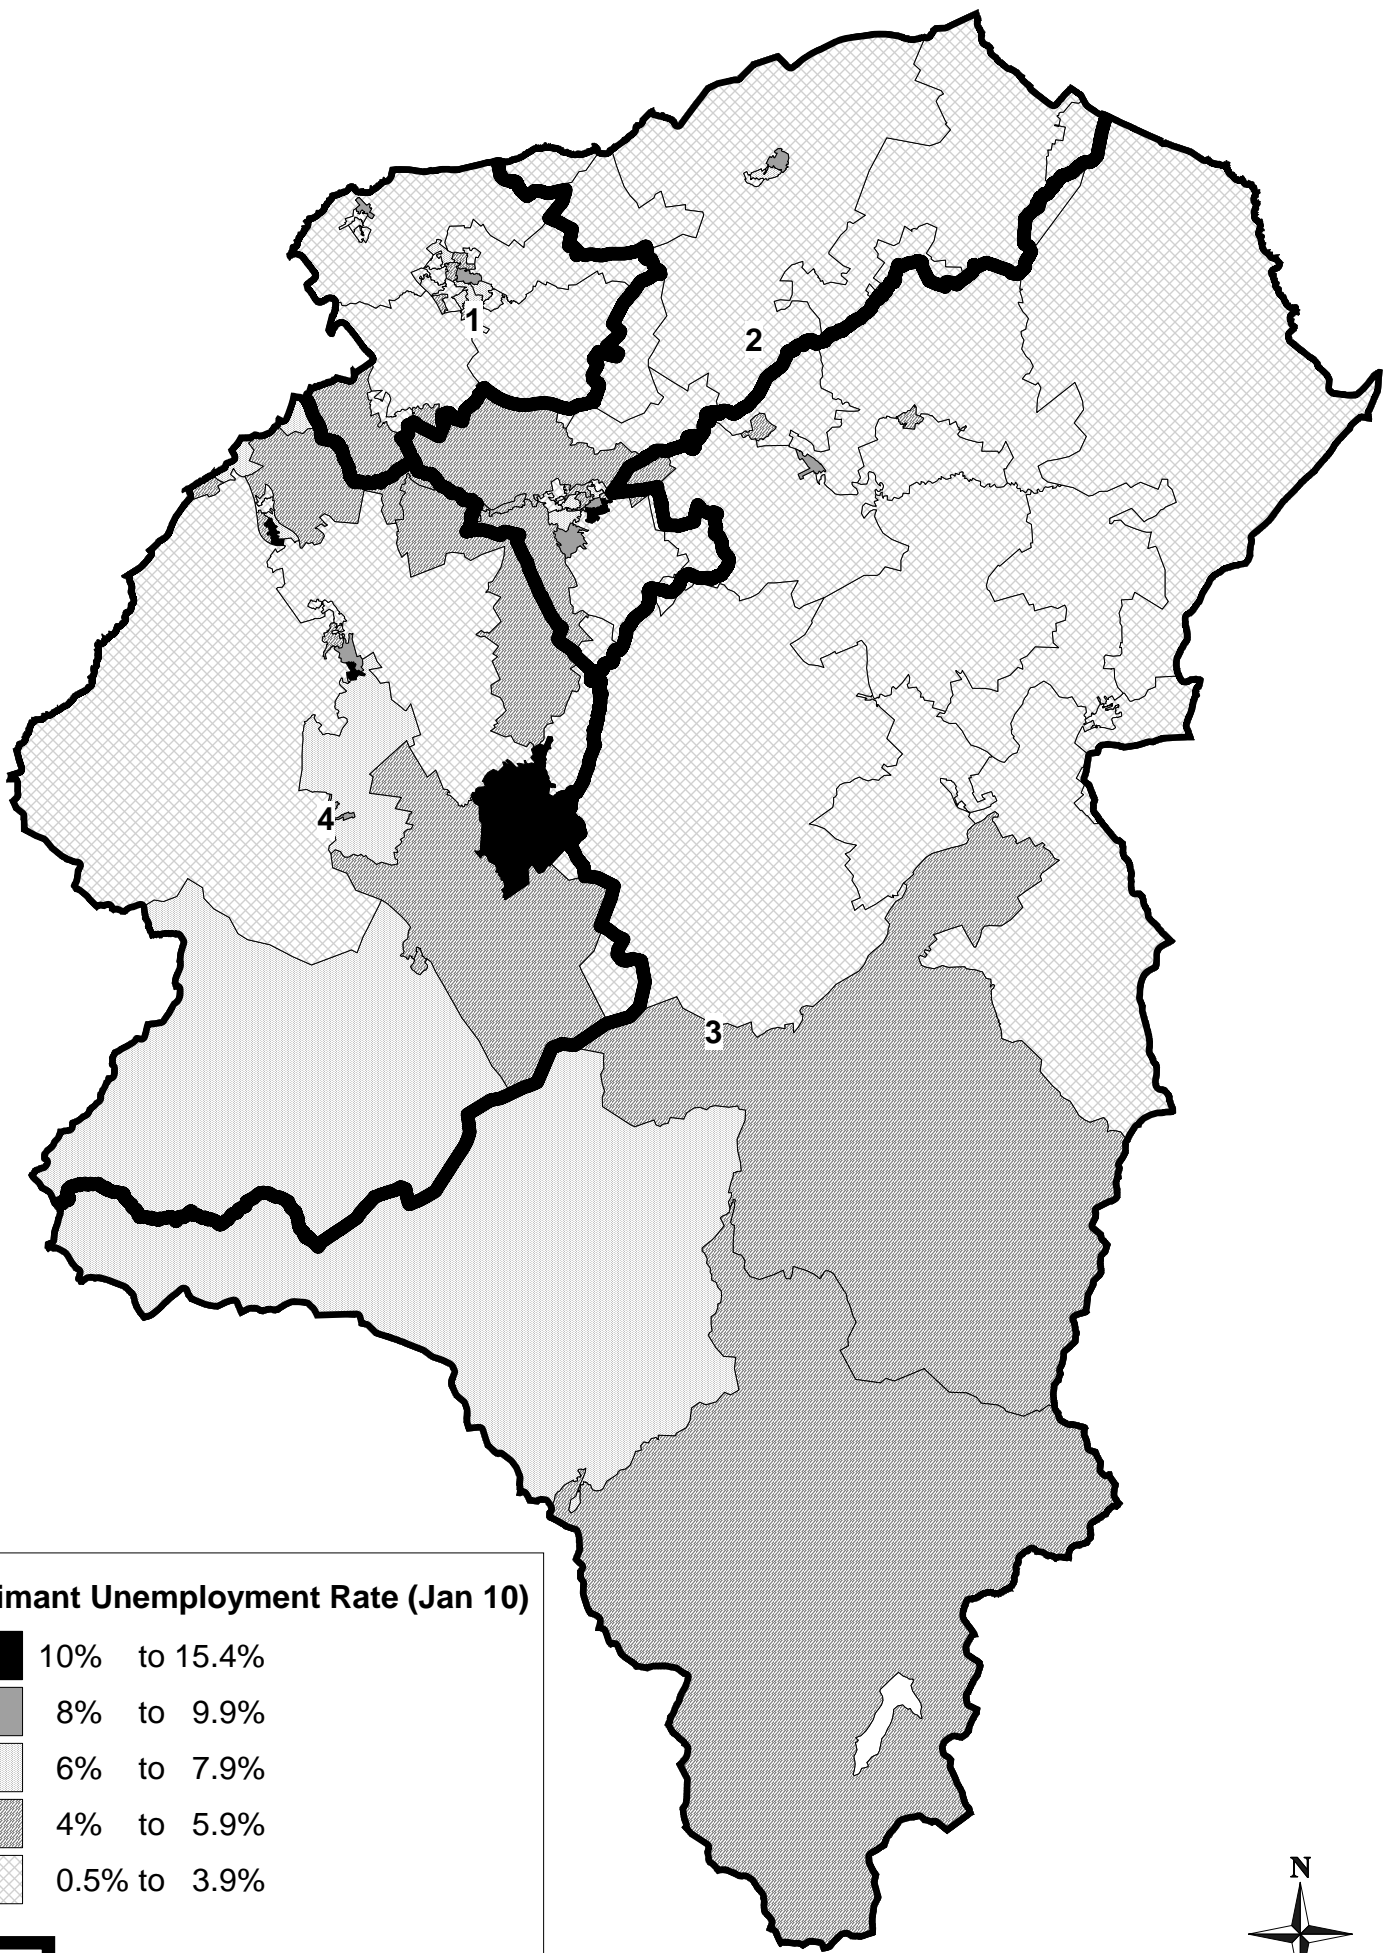 1
2
4
3
Unemployment Rate (Jan 10)
10% to 15.4%
8% to 9.9%
6% to 7.9%
4% to 5.9%
0.5% to 3.9%
N